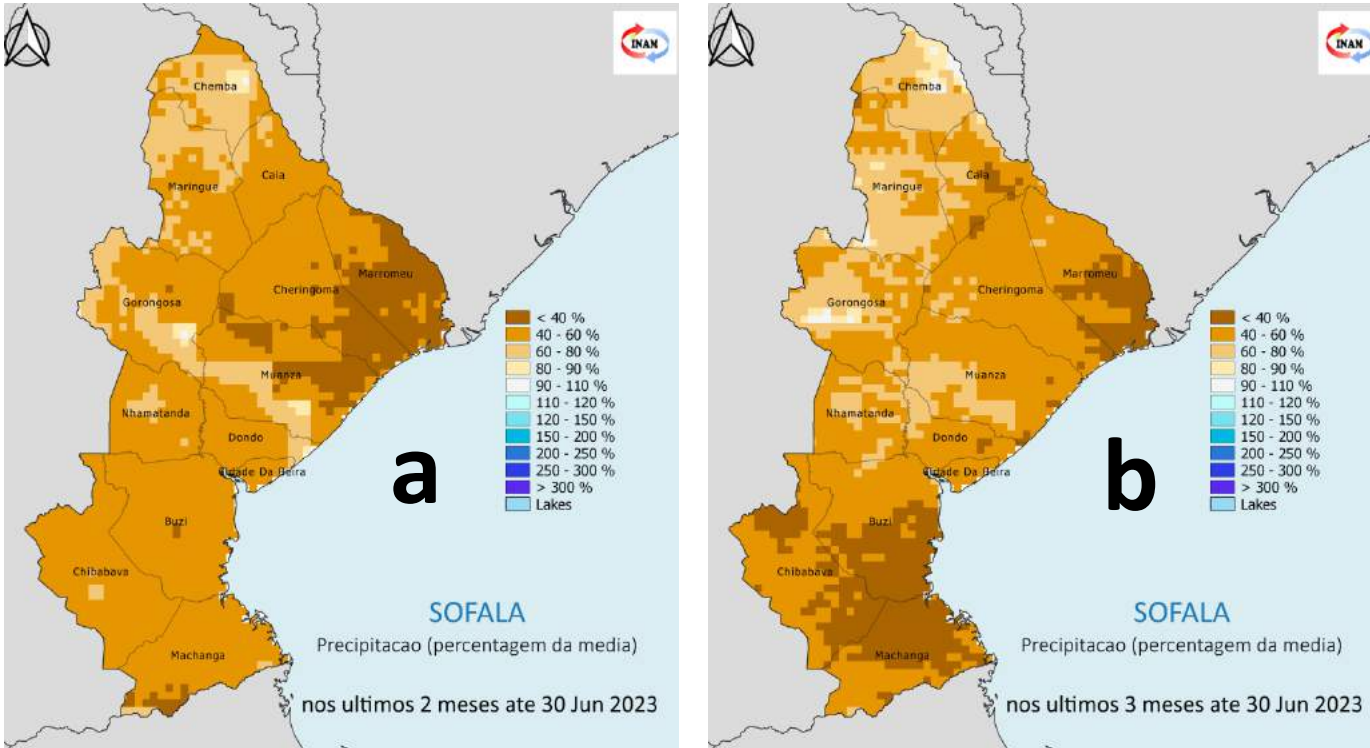 INAM
Chemba
Caia
Maringue
Marromeu
Cheringoma
Gorongosa
Muanza
Nhamatanda
Dondo
Cidade Da Beira
Buzi
Chibabava
Machanga
< 40 %
40 - 60 %
60 - 80 %
80 - 90 %
90 - 110 %
110 - 120 %
120 - 150 %
150 - 200 %
200 - 250 %
250 - 300 %
> 300 %
Lakes
a
SOFALA
Precipitacao (percentagem da media)
nos ultimos 2 meses ate 30 Jun 2023
INAM
Chemba
Caia
Maringue
Marromeu
Cheringoma
Gorongosa
Muanza
Nhamatanda
Dondo
Cidade Da Beira
Buzi
Chibabava
Machanga
< 40 %
40 - 60 %
60 - 80 %
80 - 90 %
90 - 110 %
110 - 120 %
120 - 150 %
150 - 200 %
200 - 250 %
250 - 300 %
> 300 %
Lakes
b
SOFALA
Precipitacao (percentagem da media)
nos ultimos 3 meses ate 30 Jun 2023